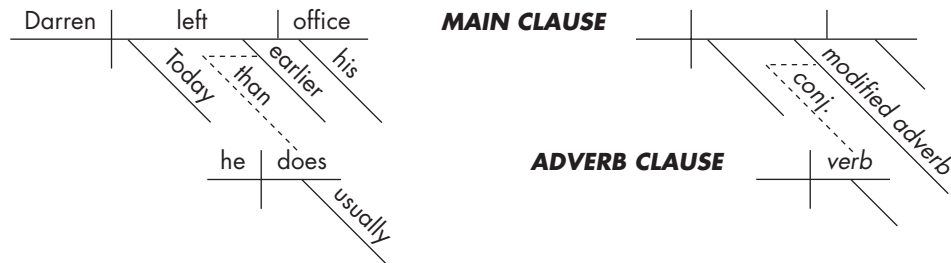 Darren left office MAIN CLAUSE
Today than earlier his conj. modified adverb
he does ADVERB CLAUSE verb
usually